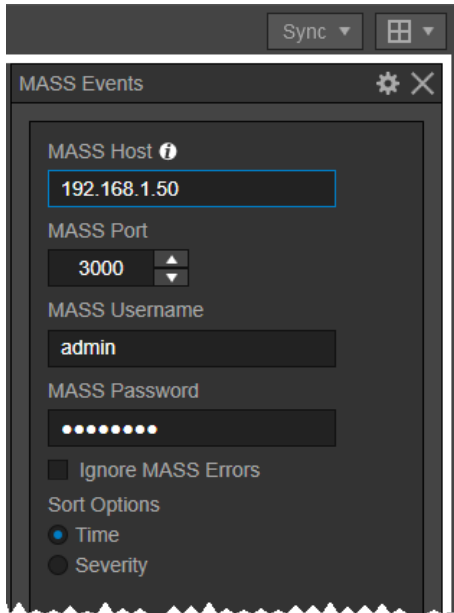 Sync
MASS Events
MASS Host
192.168.1.50
MASS Port
3000
MASS Username
admin
MASS Password
●●●●●●●●
Ignore MASS Errors
Sort Options
Time
Severity